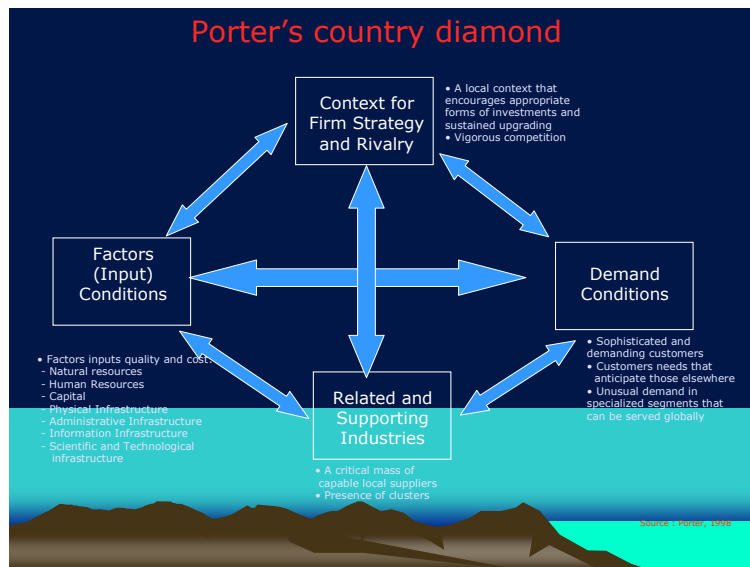 Porter's country diamond
Context for
Firm Strategy
and Rivalry
• A local context that
encourages appropriate
forms of investments and
sustained upgrading
• Vigorous competition
Factors
(Input)
Conditions
Demand
Conditions
• Factors inputs quality and cost:
- Natural resources
- Human Resources
- Capital
- Physical Infrastructure
- Administrative Infrastructure
- Information Infrastructure
- Scientific and Technological
infrastructure
Related and
Supporting
Industries
• A critical mass of
capable local suppliers
• Presence of clusters
• Sophisticated and
demanding customers
• Customers needs that
anticipate those elsewhere
• Unusual demand in
specialized segments that
can be served globally
Source : Porter, 1998